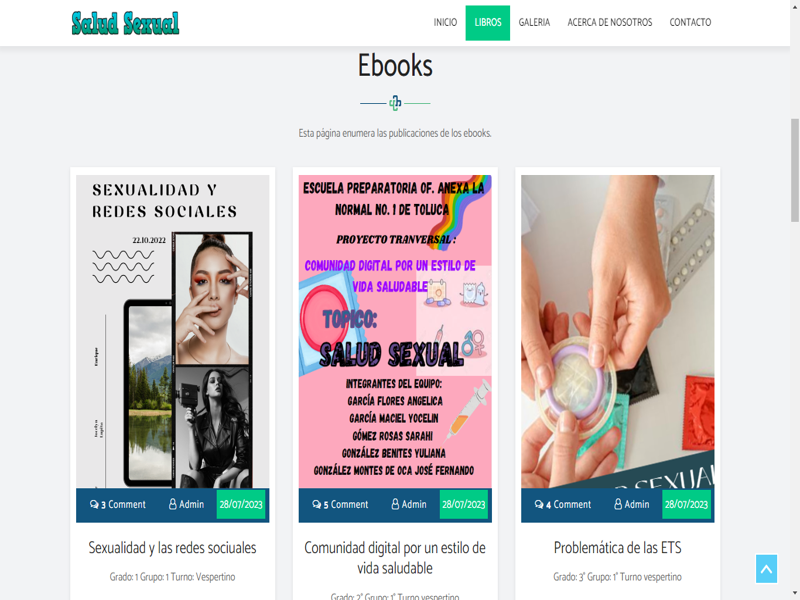 Salud Sexual
INICIO
LIBROS
GALERIA
ACERCA DE NOSOTROS
CONTACTO
Ebooks
Esta página enumera las publicaciones de los ebooks.
SEXUALIDAD Y
REDES SOCIALES
22.10.2022
3 Comment
Admin
28/07/2023
Sexualidad y las redes sociuales
Grado: 1 Grupo: 1 Turno: Vespertino
ESCUELA PREPARATORIA OF. ANEXA LA
NORMAL NO. 1 DE TOLUCA
PROYECTO TRANVERSAL :
COMUNIDAD DIGITAL POR UN ESTILO DE
VIDA SALUDABLE
TOPICO:
SALUD SEXUAL
INTEGRANTES DEL EQUIPO:
GARCÍA FLORES ANGELICA
GARCÍA MACIEL YOCELIN
GÓMEZ ROSAS SARAHI
GONZÁLEZ BENITES YULIANA
GONZÁLEZ MONTES DE OCA JOSÉ FERNANDO
5 Comment
Admin
28/07/2023
Comunidad digital por un estilo de
vida saludable
Grado: 2° Grupo: 1° Turno vespertino
SEXUAL
4 Comment
Admin
28/07/2023
Problemática de las ETS
Grado: 3° Grupo: 1° Turno vespertino